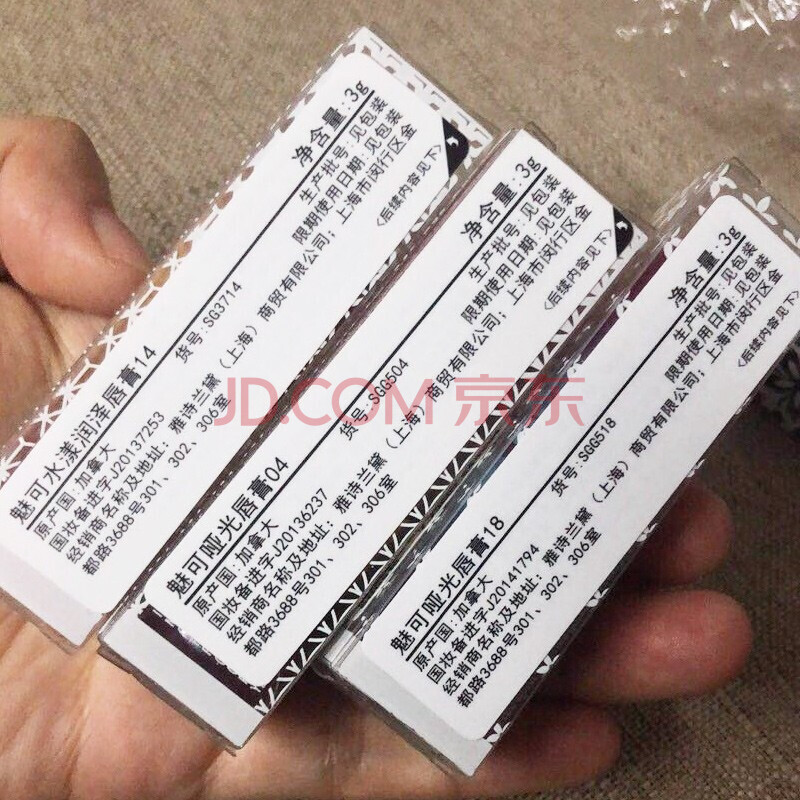 魅可水漾润泽唇膏14
净含量:3g
原产国:加拿大
货号:SG3714
生产批号:见包装
国妆备进字J20137253
限期使用日期:见包装
经销商名称及地址:雅诗兰黛(上海)商贸有限公司;上海市闵行区金
都路3688号301、302、306室
<后续内容见下>
魅可哑光唇膏04
净含量:3g
原产国:加拿大
货号:SGG504
生产批号:见包装
国妆备进字J20136237
限期使用日期:见包装
经销商名称及地址:雅诗兰黛(上海)商贸有限公司;上海市闵行区金
都路3688号301、302、306室
<后续内容见下>
魅可哑光唇膏18
净含量:3g
原产国:加拿大
货号:SGG518
生产批号:见包装
国妆备进字J20141794
限期使用日期:见包装
经销商名称及地址:雅诗兰黛(上海)商贸有限公司;上海市闵行区金
都路3688号301、302、306室
<后续内容见下>
JD.COM 京东